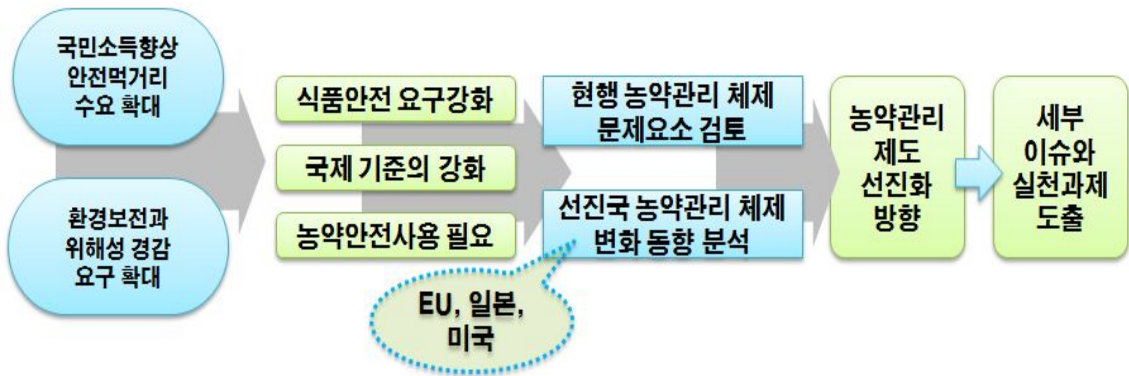 국민소득향상
안전먹거리
수요 확대
환경보전과
위해성 경감
요구 확대
식품안전 요구강화
국제 기준의 강화
농약안전사용 필요
현행 농약관리 체제
문제요소 검토
선진국 농약관리 체제
변화 동향 분석
EU, 일본,
미국
농약관리
제도
선진화
방향
세부
이슈와
실천과제
도출